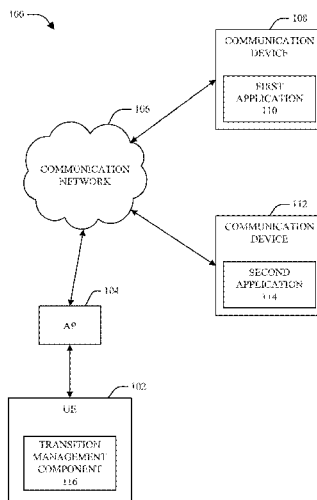 100
108
COMMUNICATION
DEVICE
FIRST
APPLICATION
110
106
COMMUNICATION
NETWORK
112
COMMUNICATION
DEVICE
SECOND
APPLICATION
114
104
AP
102
UE
TRANSITION
MANAGEMENT
COMPONENT
116